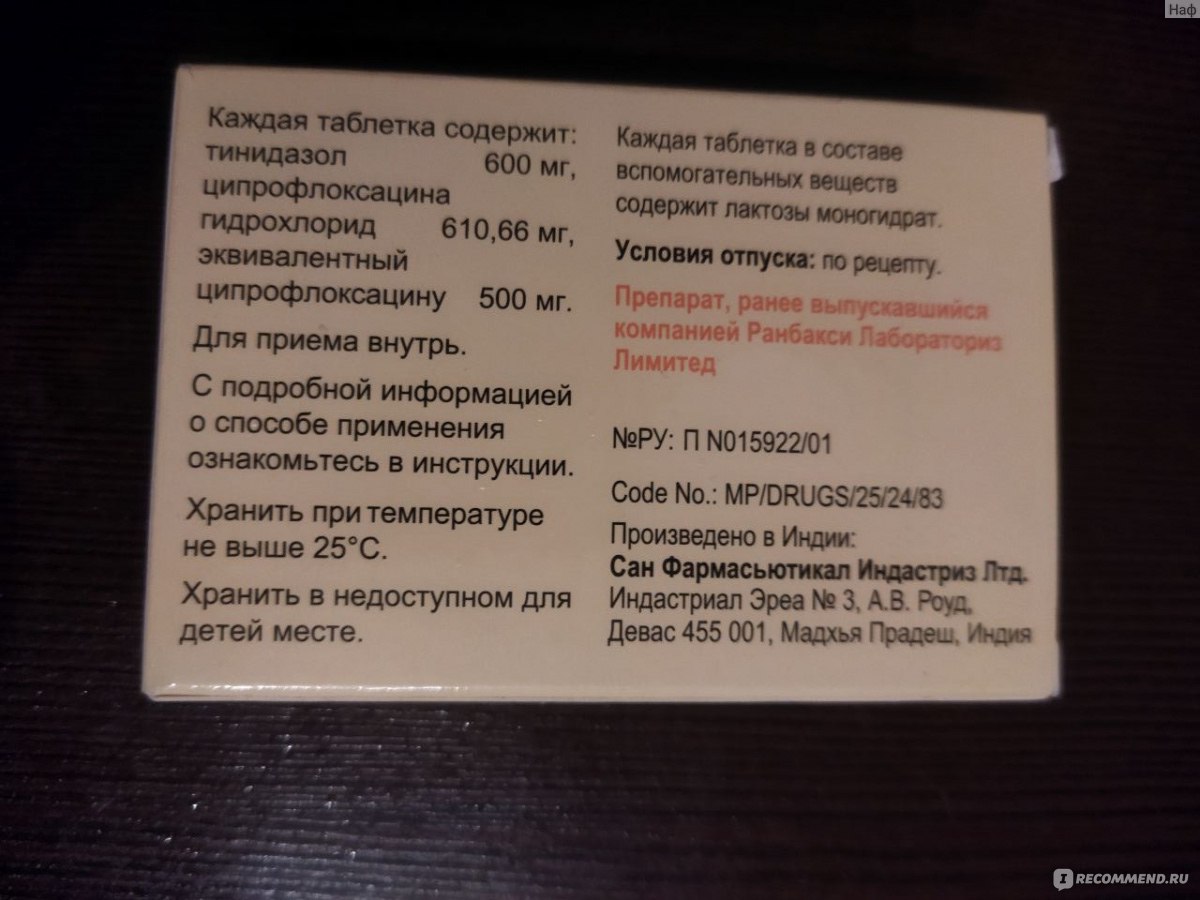 Наф
Каждая таблетка содержит:
тинидазол 600 мг,
ципрофлоксацина
гидрохлорид 610,66 мг,
эквивалентный
ципрофлоксацину 500 мг.
Для приема внутрь.
С подробной информацией
о способе применения
ознакомьтесь в инструкции.
Хранить при температуре
не выше 25°С.
Хранить в недоступном для
детей месте.
Каждая таблетка в составе
вспомогательных веществ
содержит лактозы моногидрат.
Условия отпуска: по рецепту.
Препарат, ранее выпускавшийся
компанией Ранбакси Лабораториз
Лимитед
№РУ: П N015922/01
Code No.: MP/DRUGS/25/24/83
Произведено в Индии:
Сан Фармасьютикал Индастриз Лтд.
Индастриал Эреа № 3, А.В. Роуд,
Девас 455 001, Мадхья Прадеш, Индия
IRECOMMEND.RU